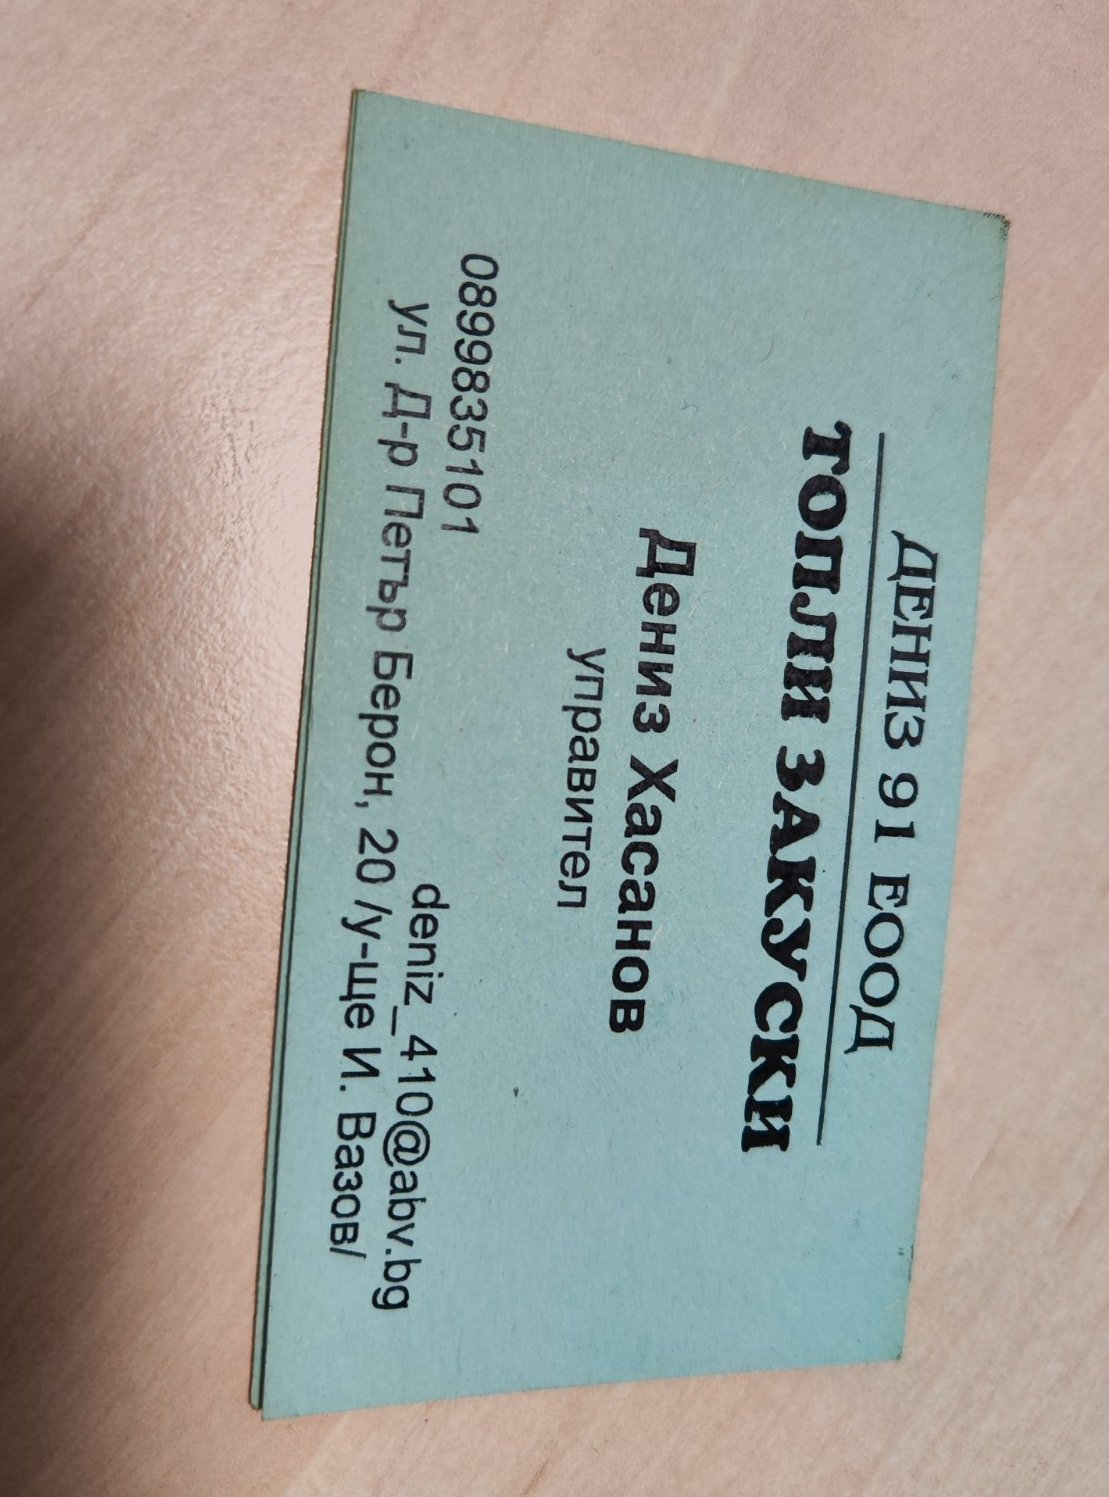 ДЕНИЗ 91 ЕООД
ТОПЛИ ЗАКУСКИ
Дениз Хасанов
управител
0899835101
deniz_410@abv.bg
ул. Д-р Петър Берон, 20 /у-ще И. Вазов/